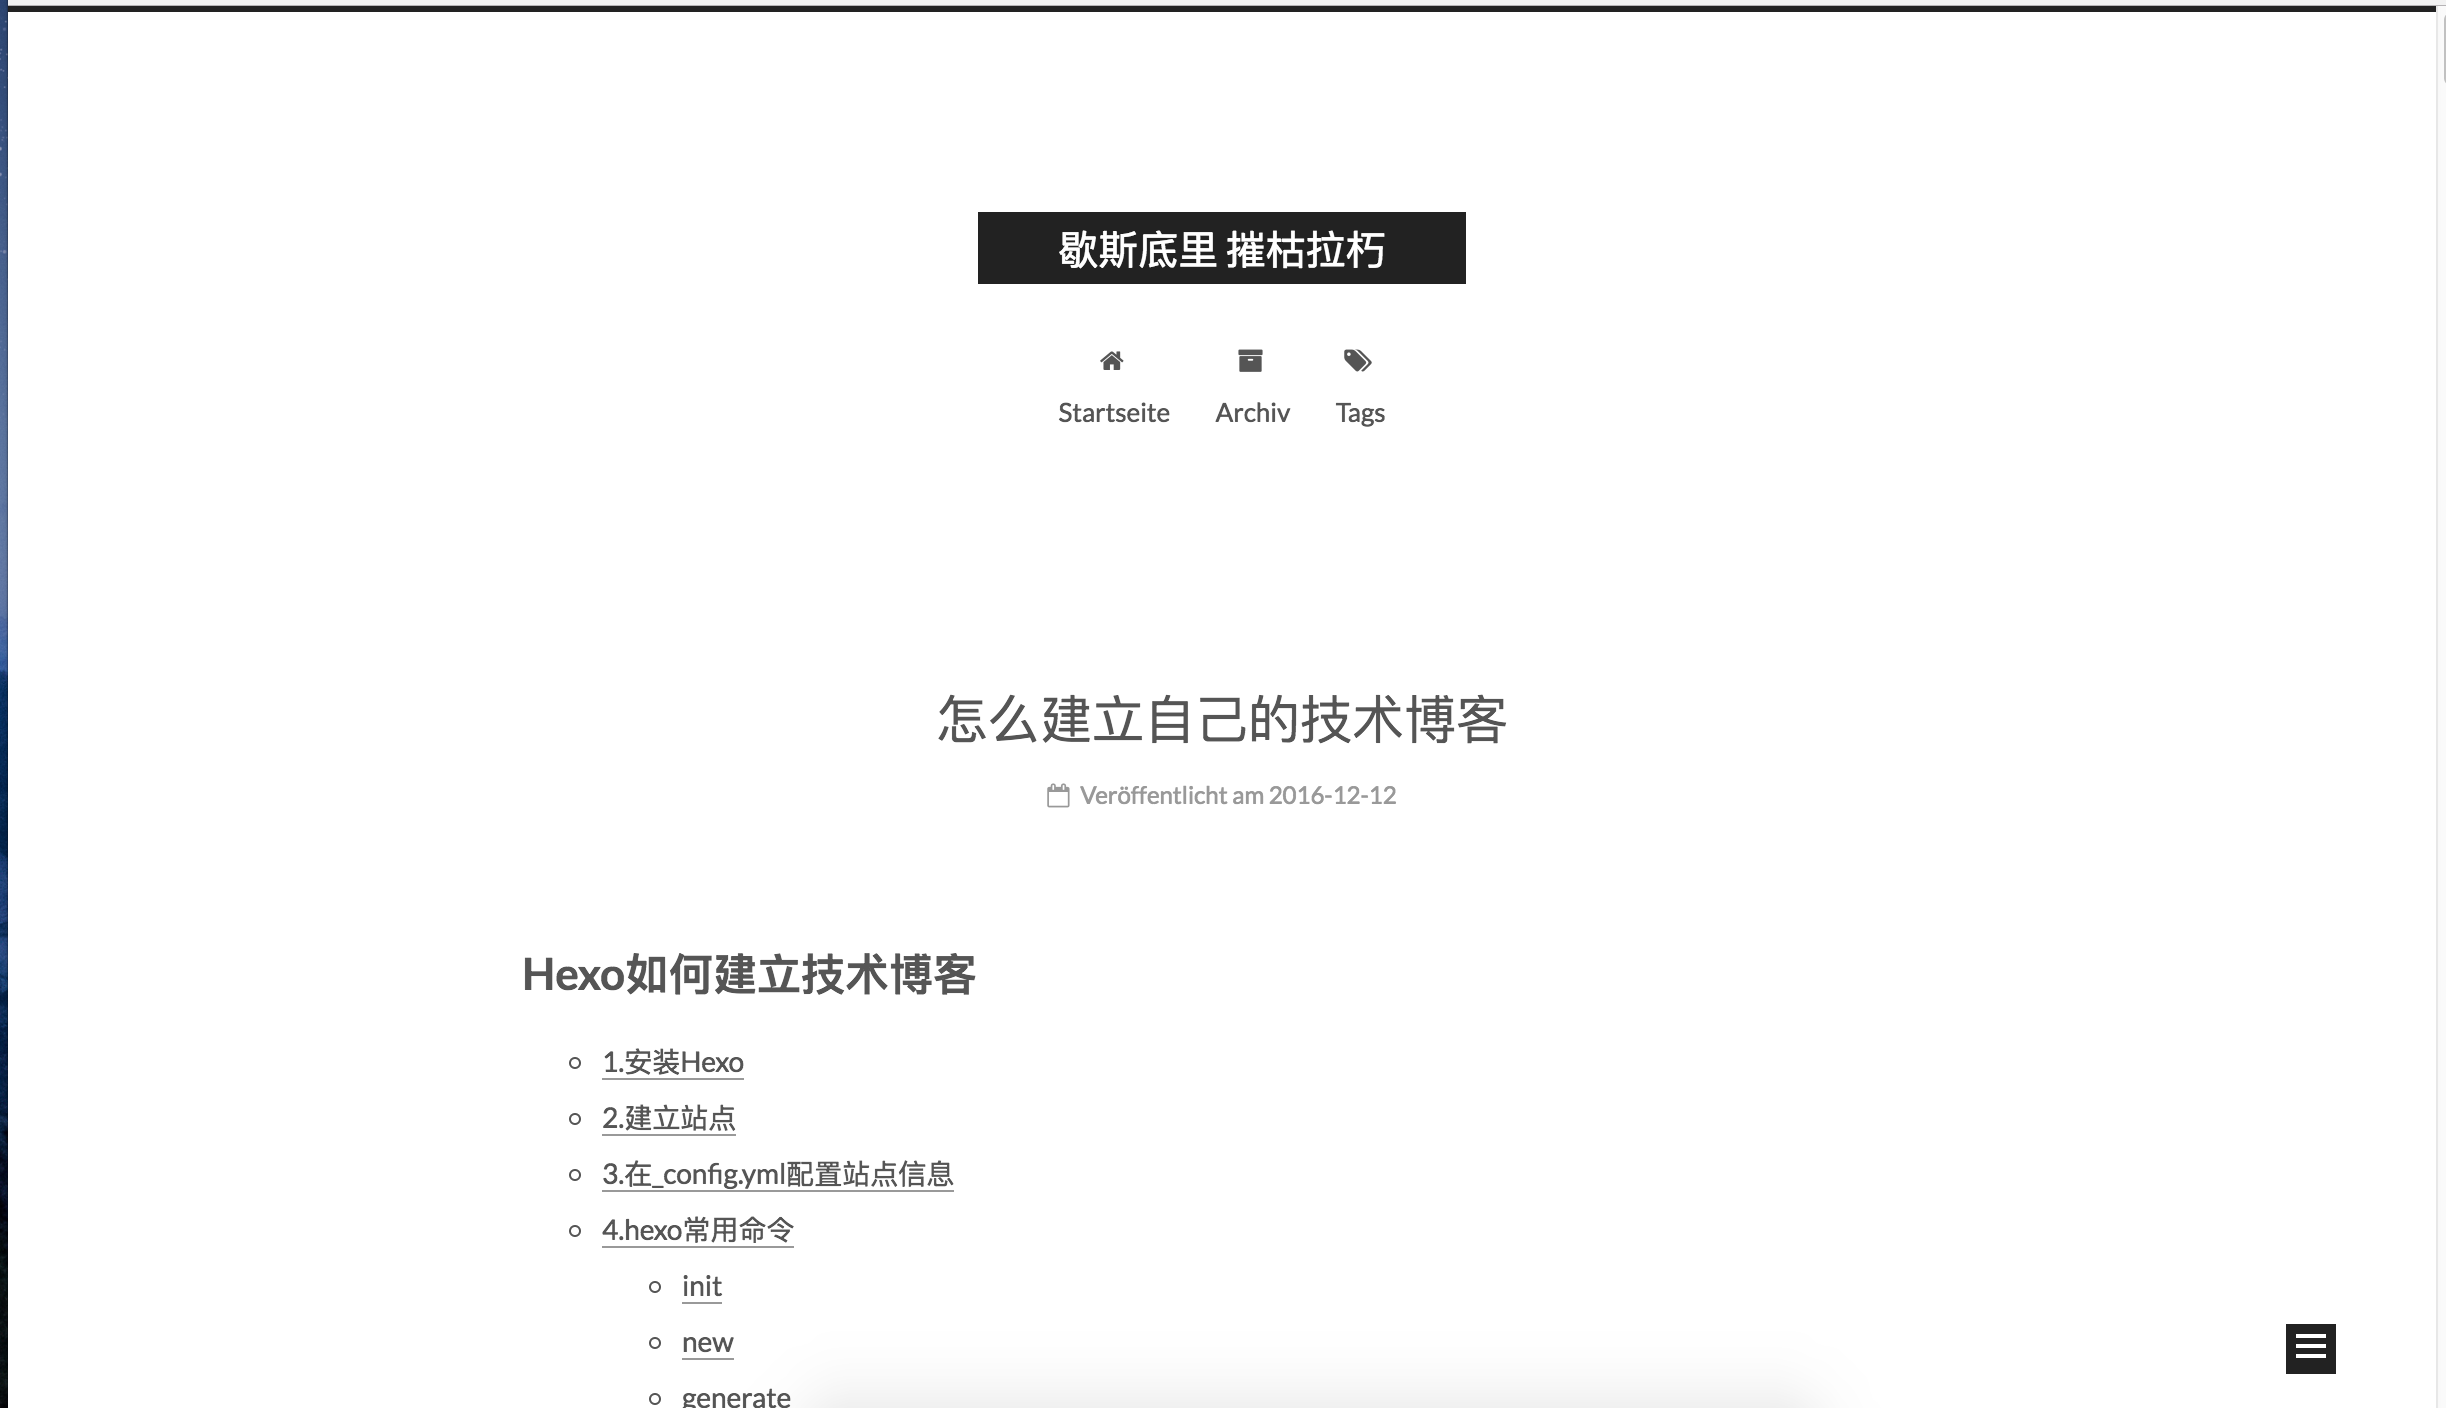 歇斯底里 摧枯拉朽
Startseite Archiv Tags
怎么建立自己的技术博客
Veröffentlicht am 2016-12-12
Hexo如何建立技术博客
1.安装Hexo
2.建立站点
3.在_config.yml配置站点信息
4.hexo常用命令
init
new
generate